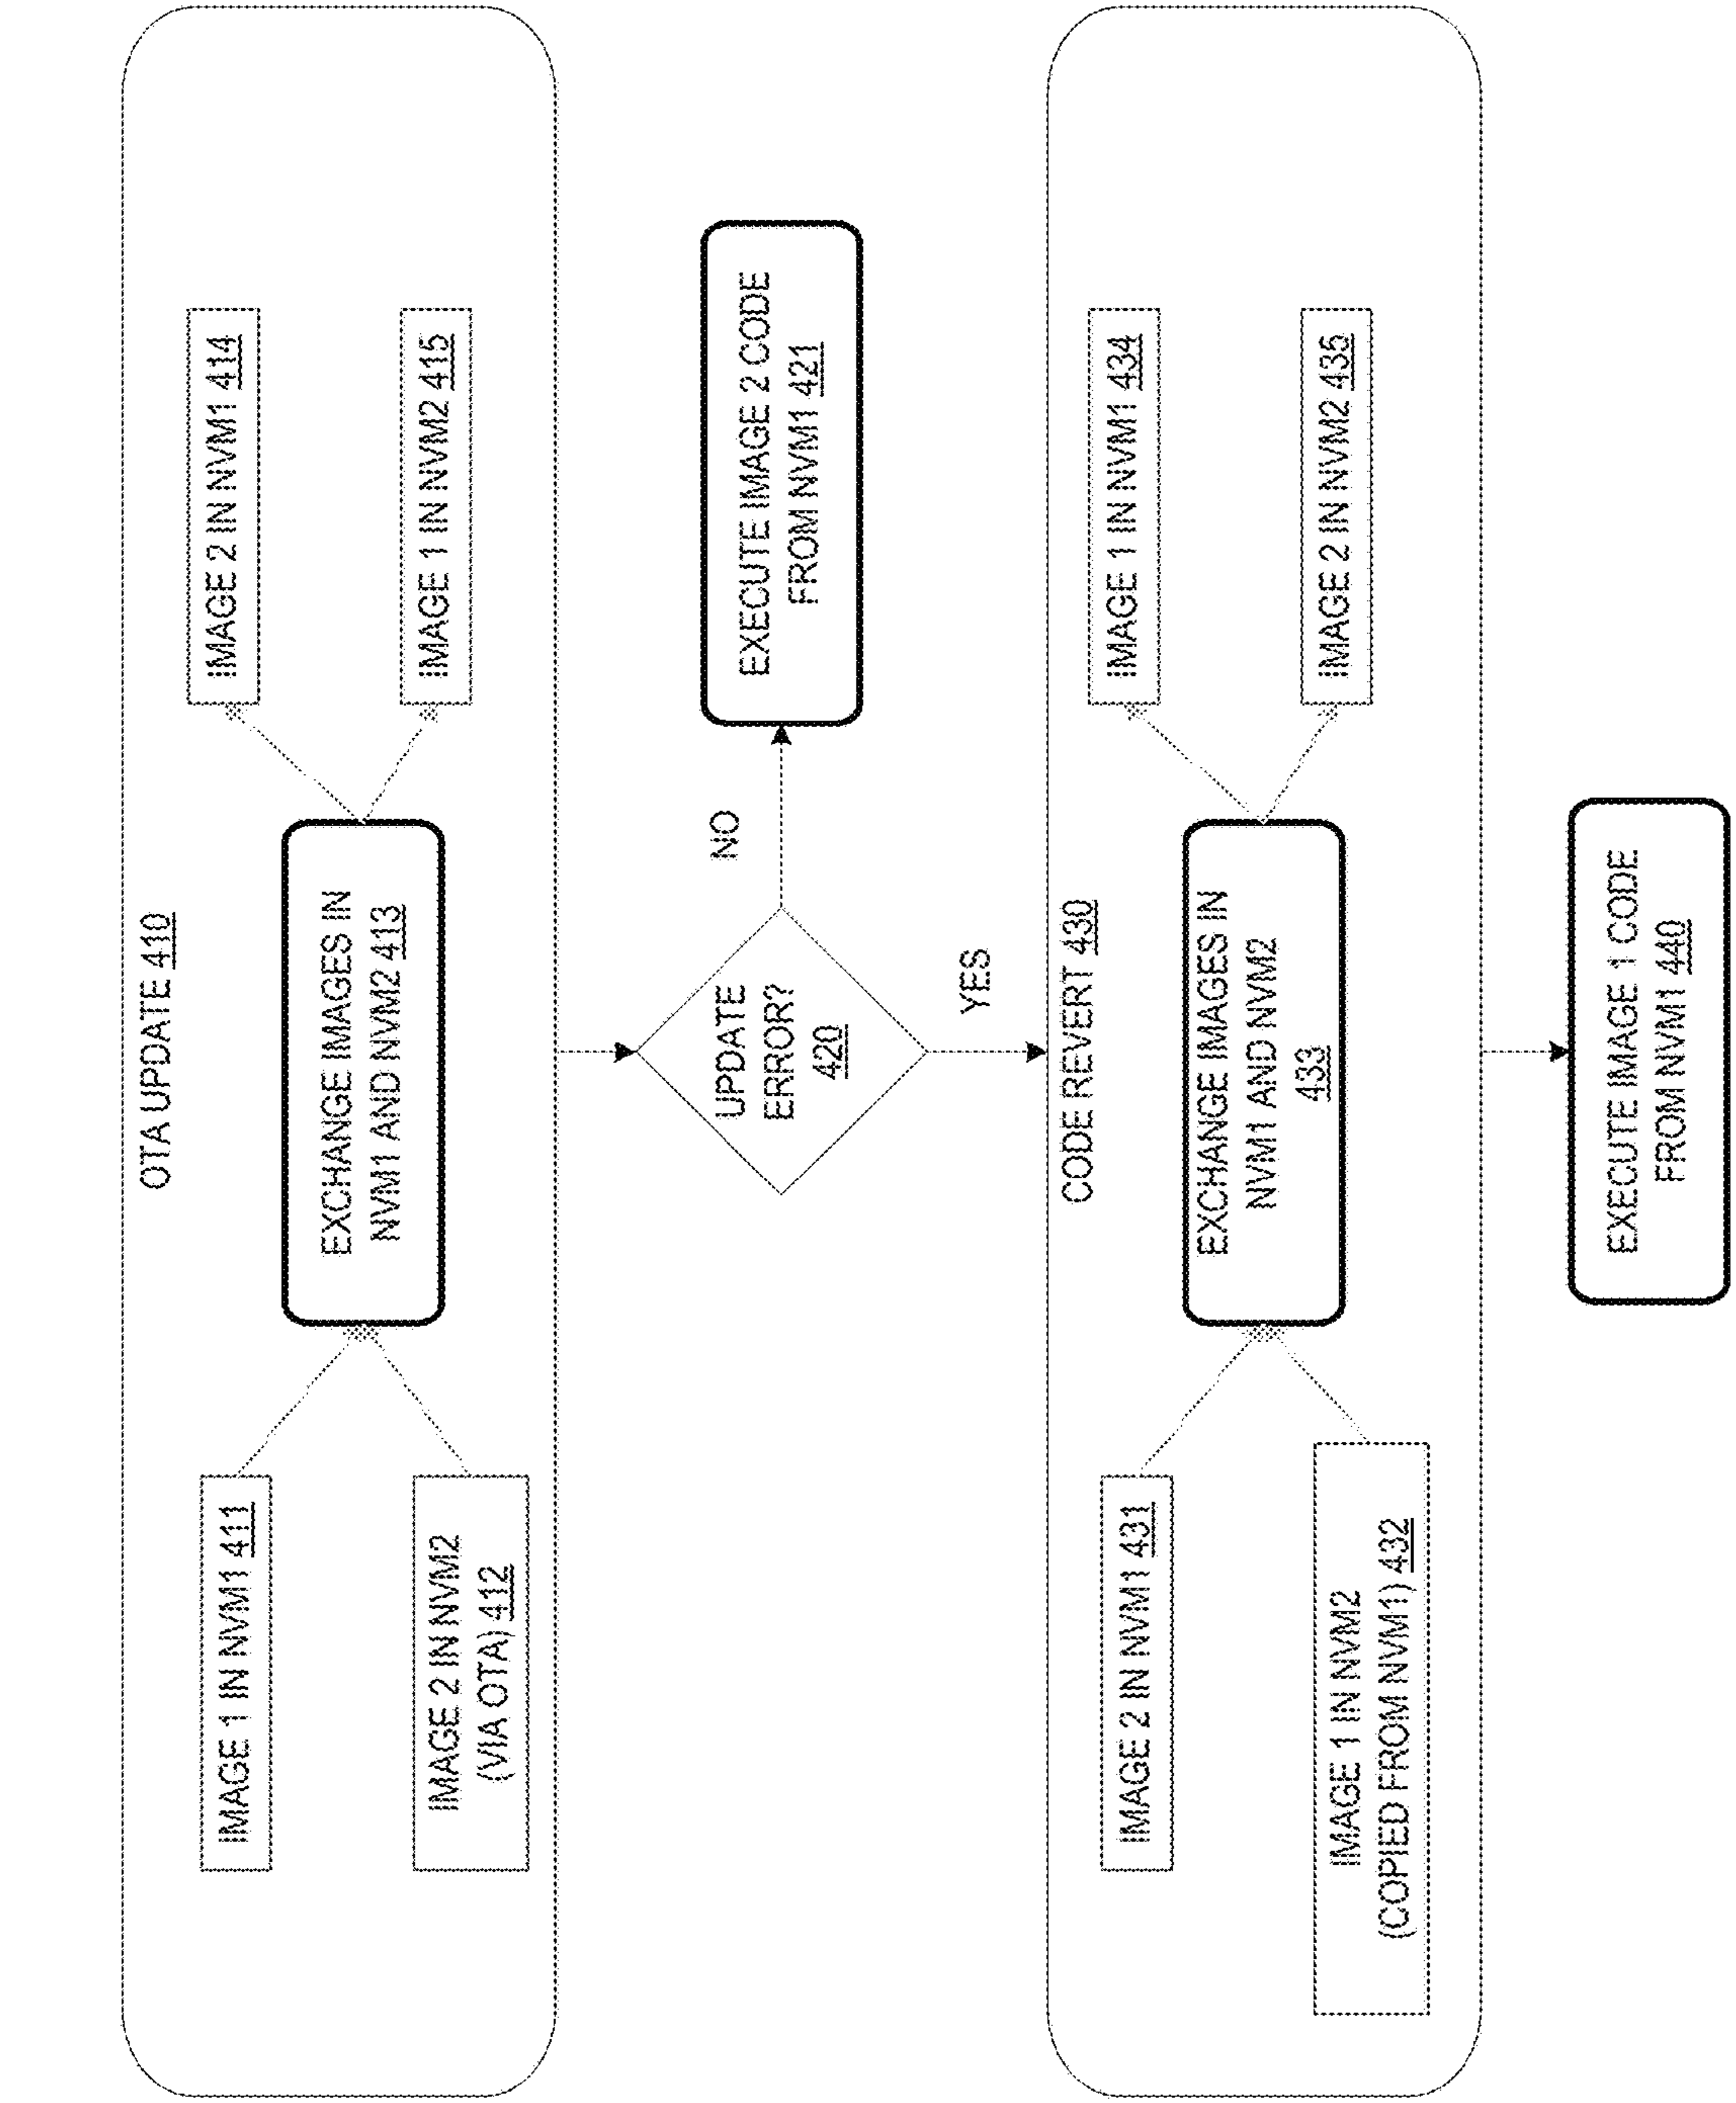 OTA UPDATE 410
IMAGE 1 IN NVM1 411
IMAGE 2 IN NVM2
(VIA OTA) 412
EXCHANGE IMAGES IN
NVM1 AND NVM2 413
IMAGE 2 IN NVM1 414
IMAGE 1 IN NVM2 415
UPDATE
ERROR?
420
NO
EXECUTE IMAGE 2 CODE
FROM NVM1 421
YES
CODE REVERT 430
IMAGE 2 IN NVM1 431
IMAGE 1 IN NVM2
(COPIED FROM NVM1) 432
EXCHANGE IMAGES IN
NVM1 AND NVM2
433
IMAGE 1 IN NVM1 434
IMAGE 2 IN NVM2 435
EXECUTE IMAGE 1 CODE
FROM NVM1 440